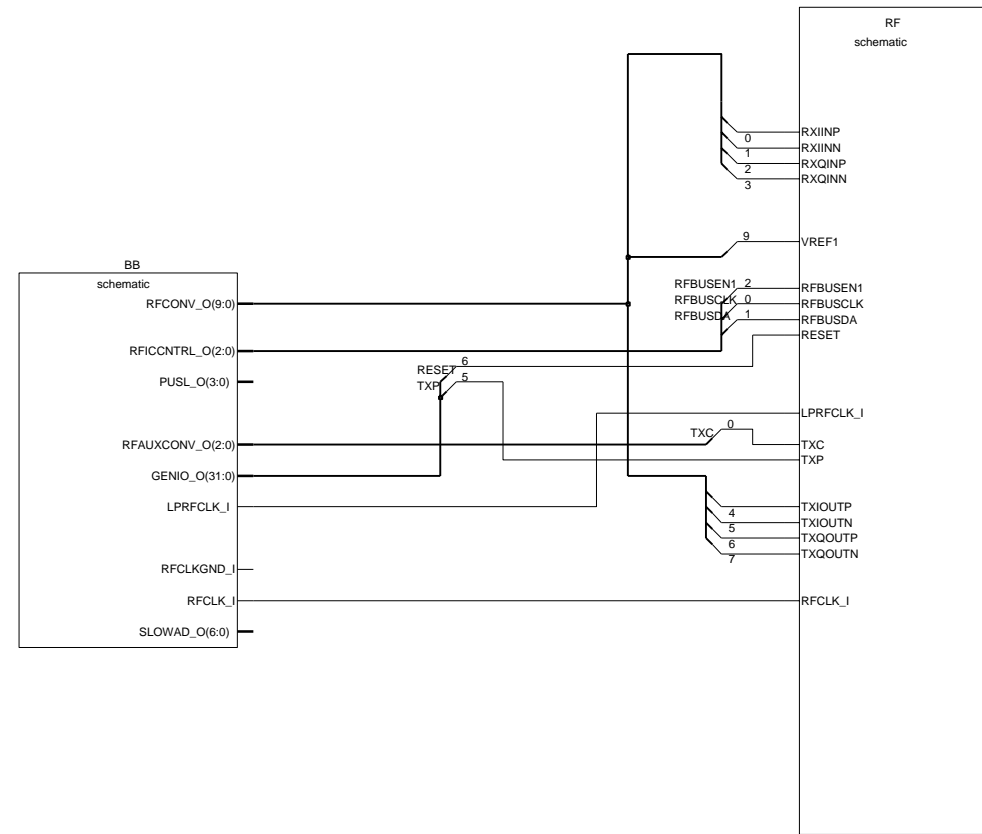 RF
schematic
RXIINP
0
RXIINN
1
RXQINP
2
RXQINN
3
9
VREF1
BB
schematic
RFBUSEN1
2
RFBUSEN1
RFCONV_O(9:0)
RFBUSCLK
0
RFBUSCLK
RFBUSDA
1
RFBUSDA
RESET
RFICCNTRL_O(2:0)
6
RESET
5
TXP
PUSL_O(3:0)
LPRFCLK_I
0
TXC
TXC
RFAUXCONV_O(2:0)
TXP
GENIO_O(31:0)
LPRFCLK_I
TXIOUTP
4
TXIOUTN
5
TXQOUTP
6
TXQOUTN
7
RFCLKGND_I
RFCLK_I
RFCLK_I
SLOWAD_O(6:0)